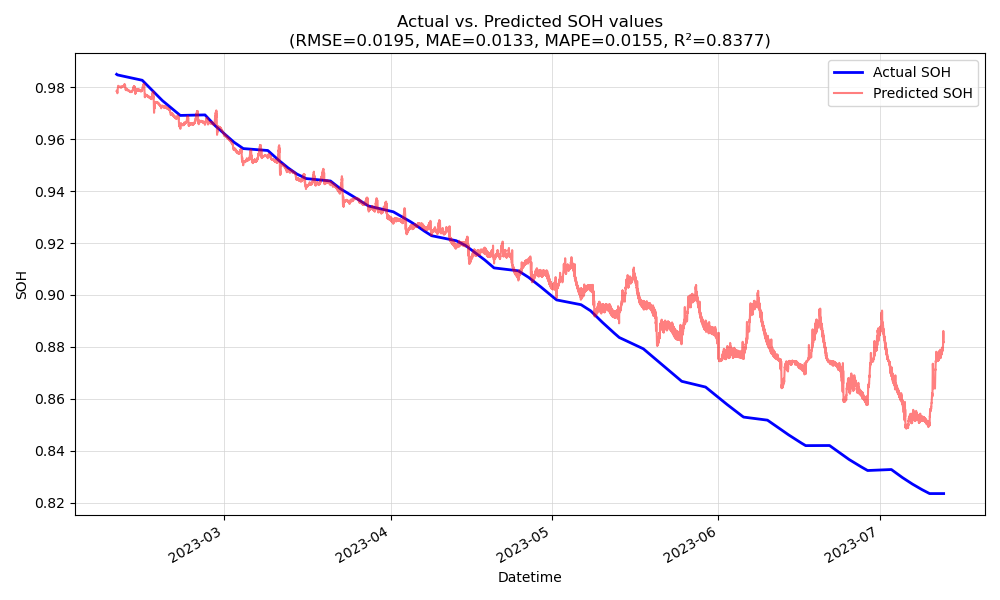 Actual vs. Predicted SOH values
(RMSE=0.0195, MAE=0.0133, MAPE=0.0155, R²=0.8377)
Actual SOH
Predicted SOH
SOH
0.98
0.96
0.94
0.92
0.90
0.88
0.86
0.84
0.82
2023-03
2023-04
2023-05
2023-06
2023-07
Datetime